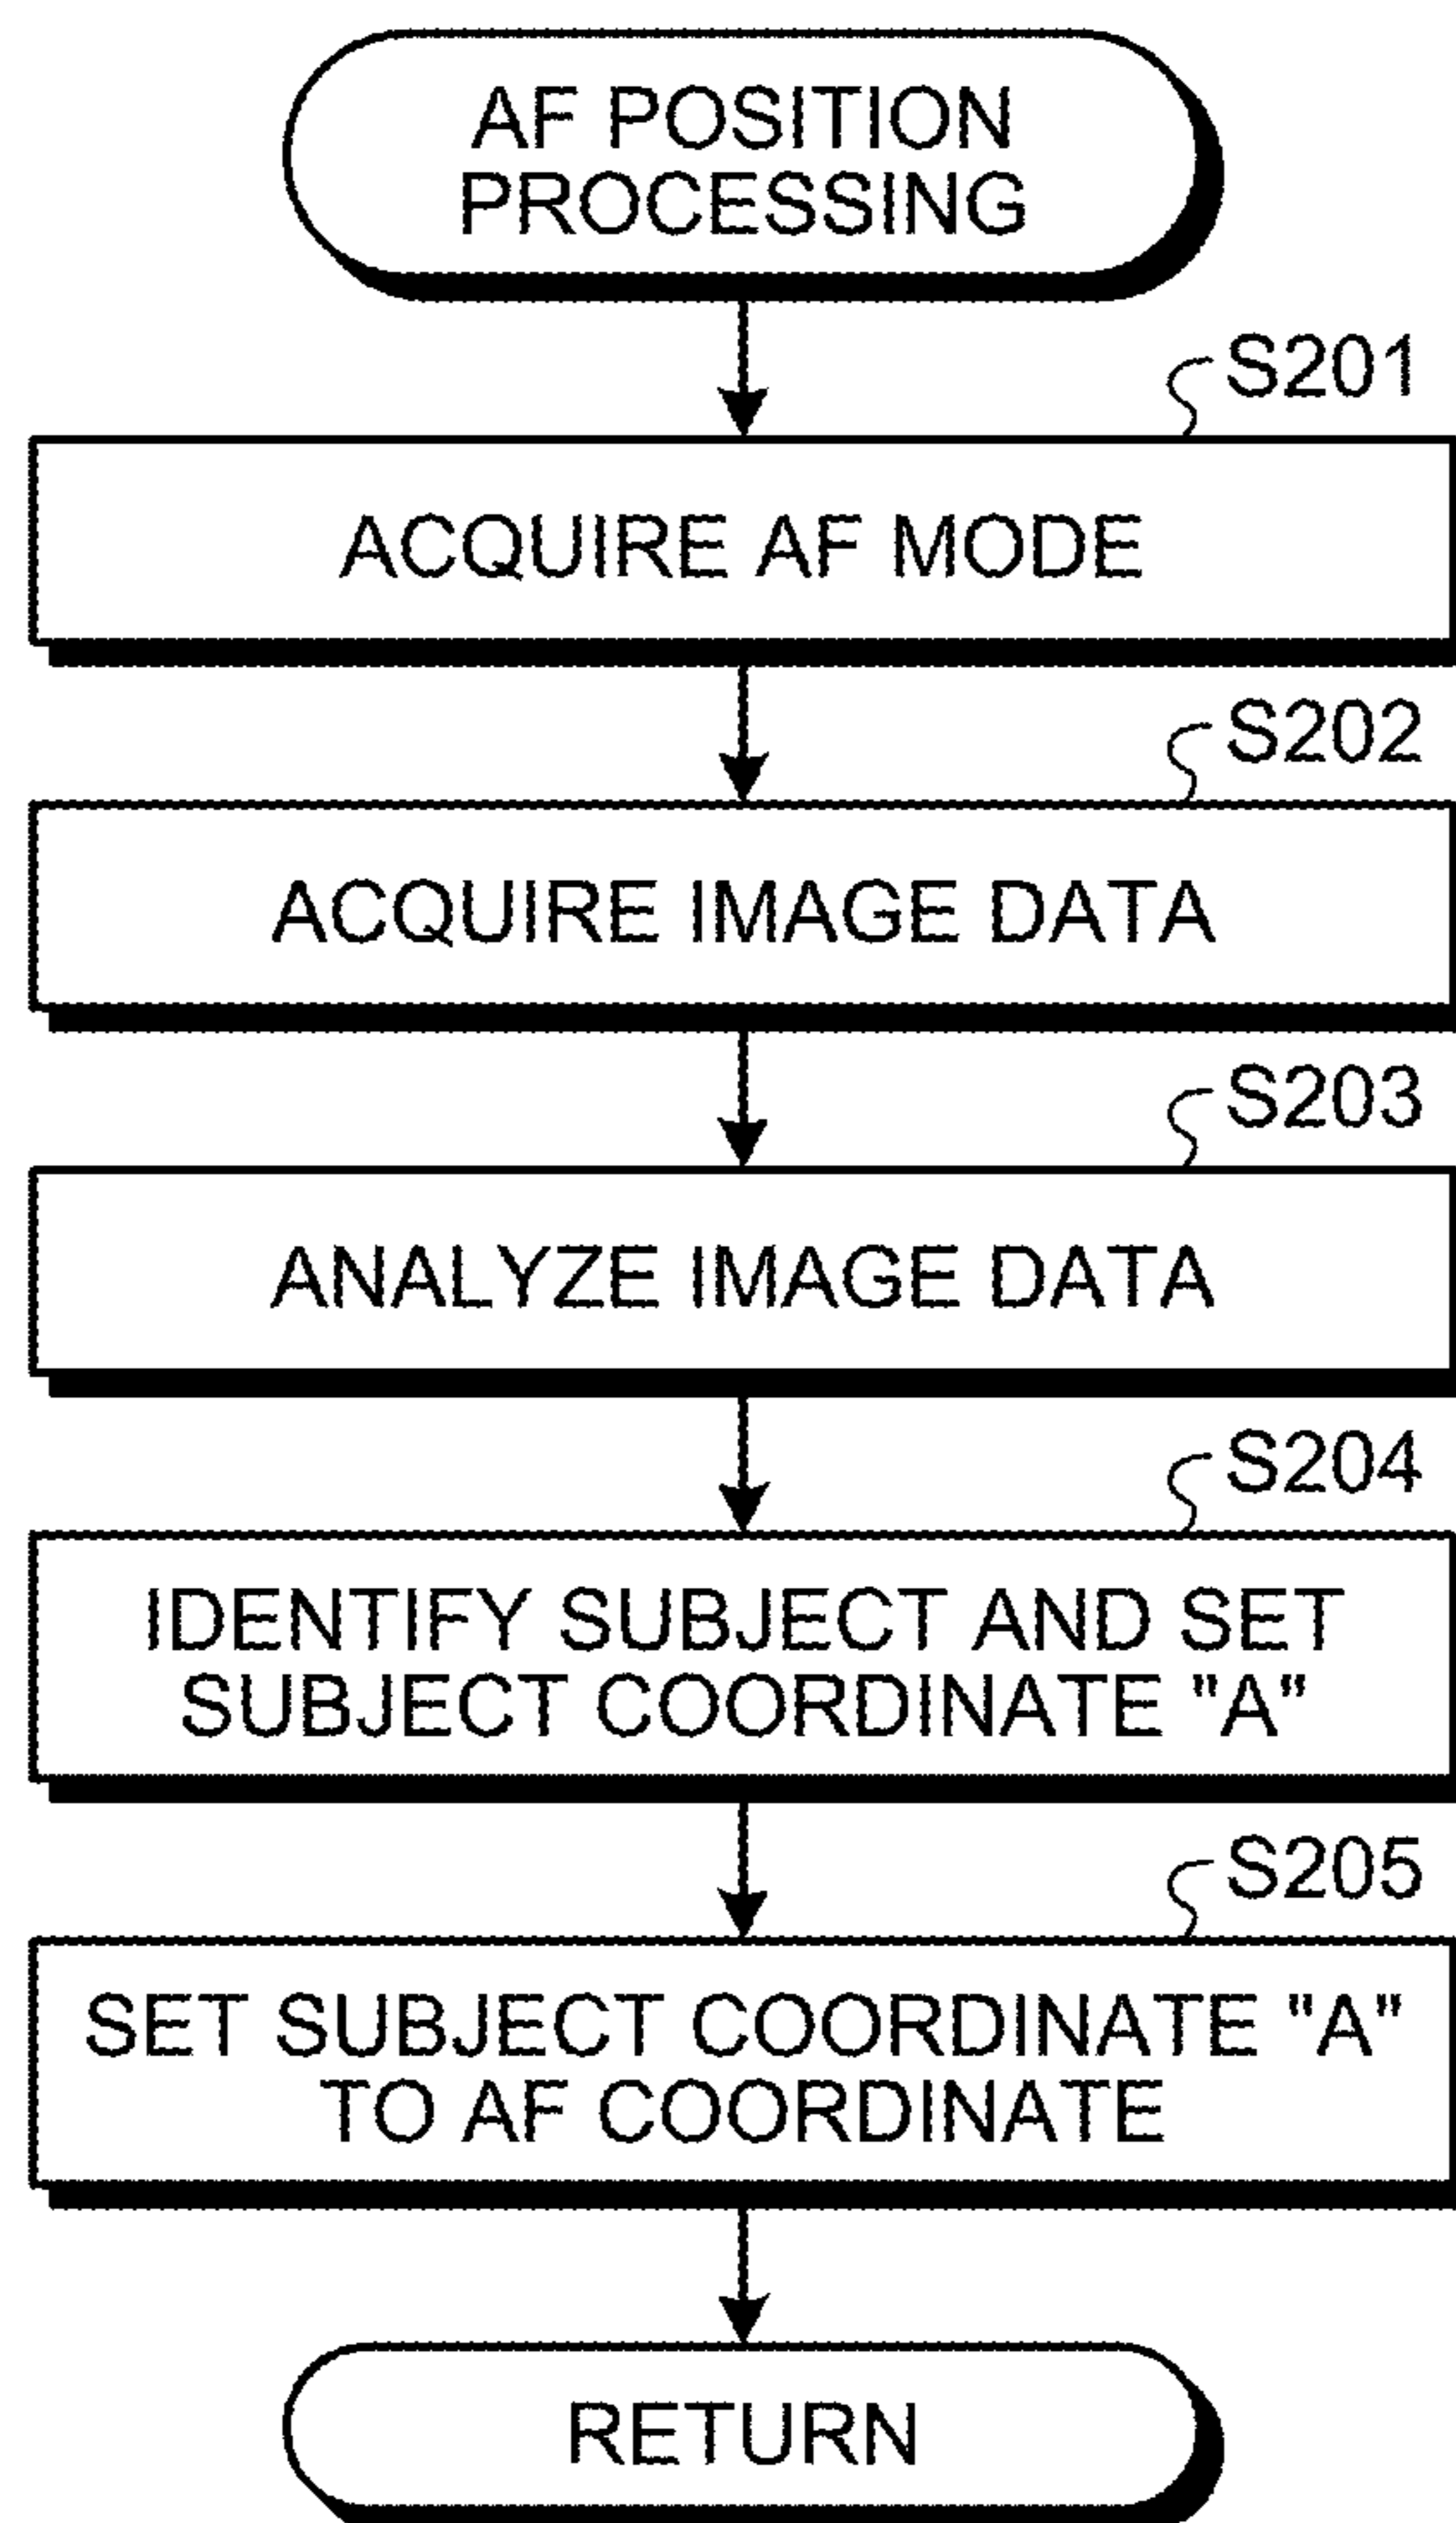 AF POSITION
PROCESSING
S201
ACQUIRE AF MODE
S202
ACQUIRE IMAGE DATA
S203
ANALYZE IMAGE DATA
S204
IDENTIFY SUBJECT AND SET
SUBJECT COORDINATE "A"
S205
SET SUBJECT COORDINATE "A"
TO AF COORDINATE
RETURN